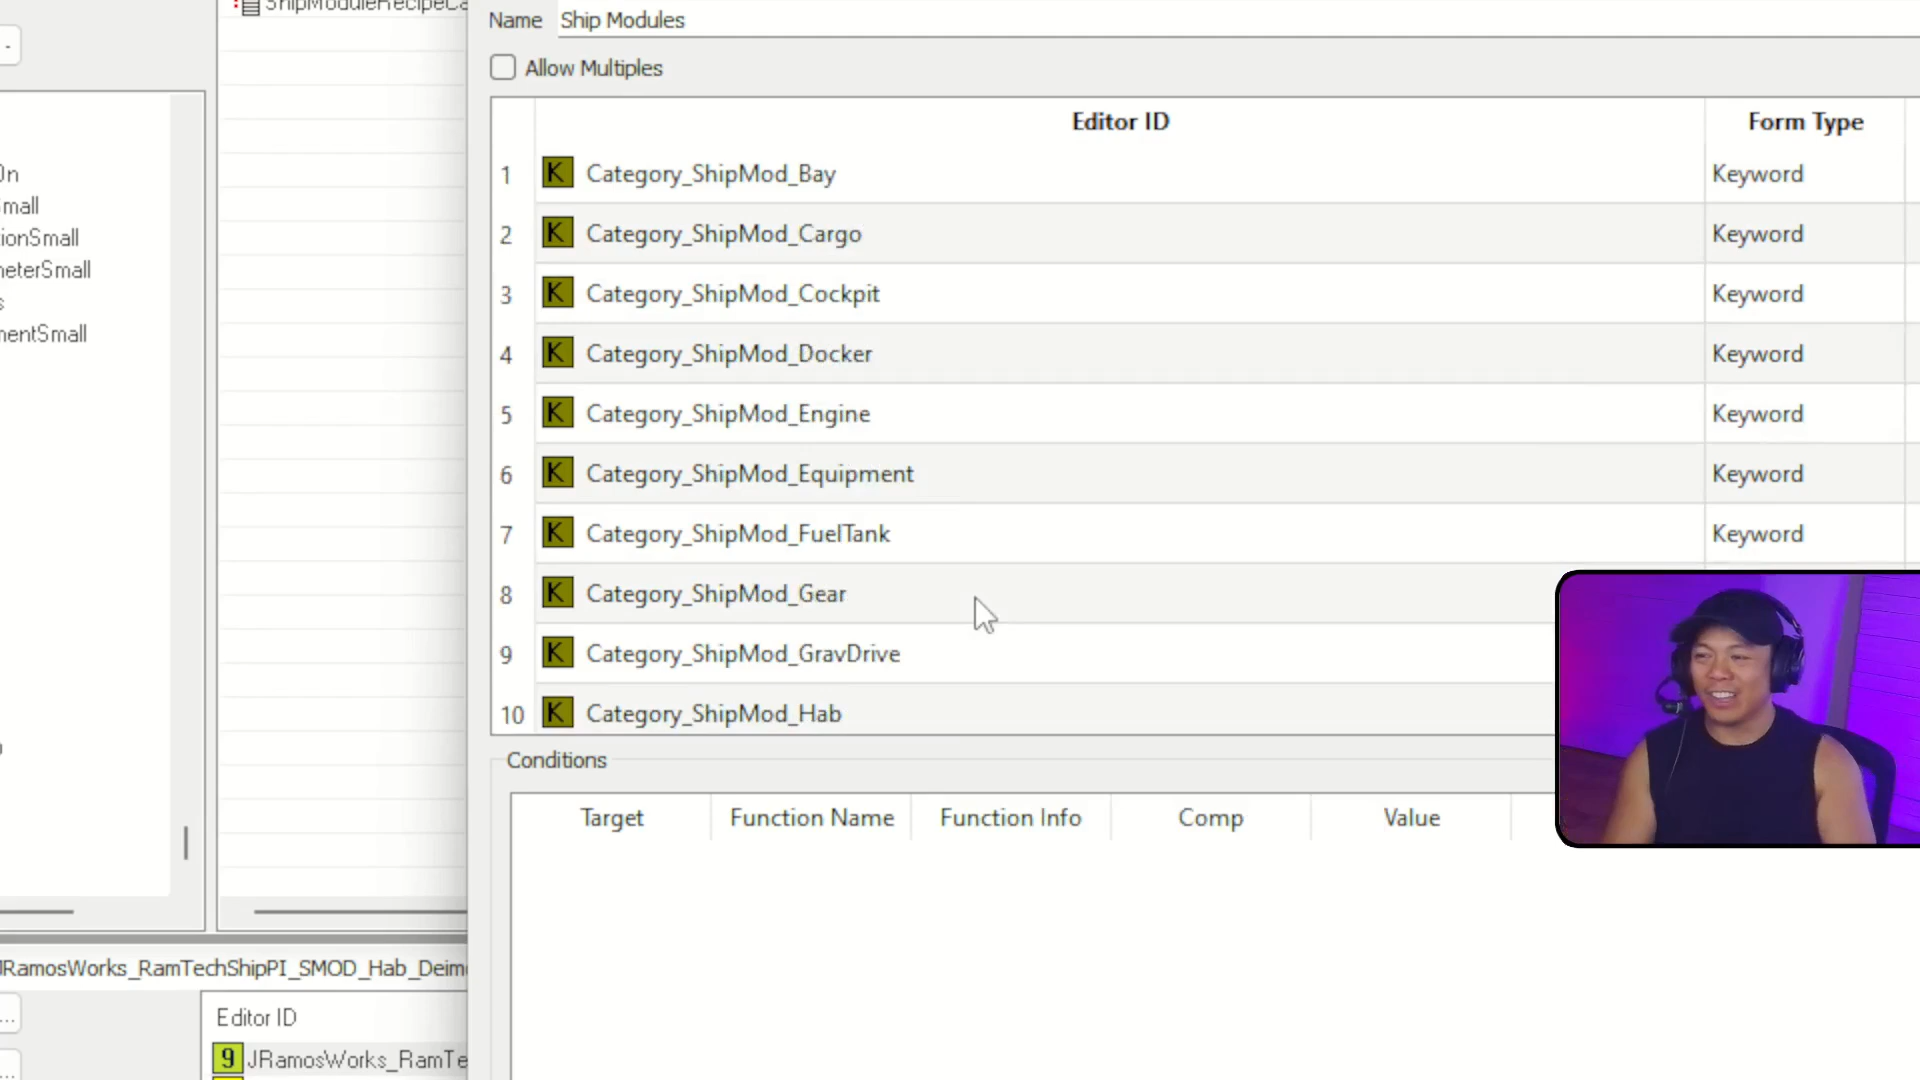 Name Ship Modules
Allow Multiples
Editor ID Form Type
1 K Category_ShipMod_Bay Keyword
2 K Category_ShipMod_Cargo Keyword
3 K Category_ShipMod_Cockpit Keyword
4 K Category_ShipMod_Docker Keyword
5 K Category_ShipMod_Engine Keyword
6 K Category_ShipMod_Equipment Keyword
7 K Category_ShipMod_FuelTank Keyword
8 K Category_ShipMod_Gear
9 K Category_ShipMod_GravDrive
10 K Category_ShipMod_Hab
Conditions
Target Function Name Function Info Comp Value
On
Small
ionSmall
neterSmall
s
nentSmall
JRamosWorks_RamTechShipPI_SMOD_Hab_Deim
Editor ID
9 JRamosWorks_RamTe